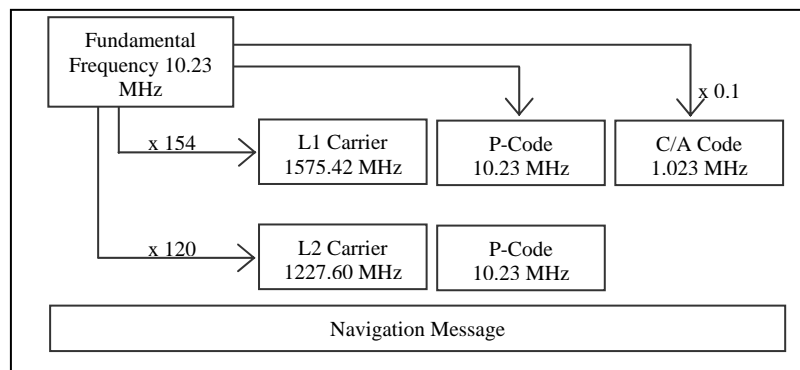 Fundamental
Frequency 10.23
MHz
x 0.1
x 154
L1 Carrier
1575.42 MHz
P-Code
10.23 MHz
C/A Code
1.023 MHz
x 120
L2 Carrier
1227.60 MHz
P-Code
10.23 MHz
Navigation Message